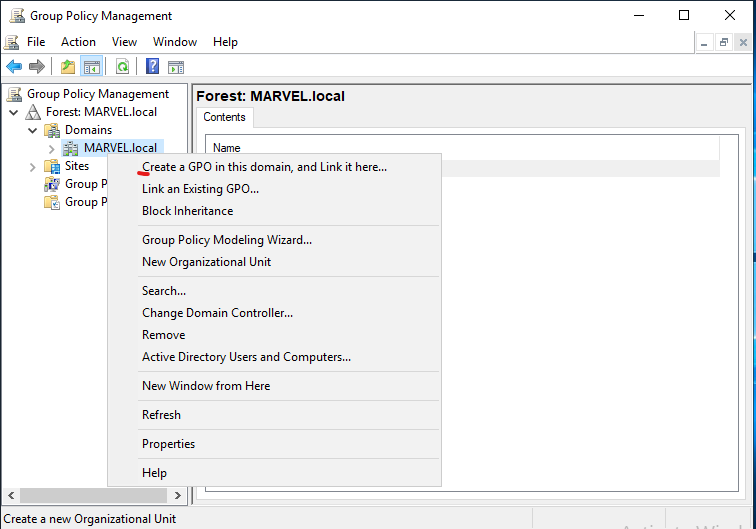 Group Policy Management
File Action View Window Help
Group Policy Management
Forest: MARVEL.local
Domains
MARVEL.local
Sites
Group P
Group P
Forest: MARVEL.local
Contents
Name
Create a GPO in this domain, and Link it here...
Link an Existing GPO...
Block Inheritance
Group Policy Modeling Wizard...
New Organizational Unit
Search...
Change Domain Controller...
Remove
Active Directory Users and Computers...
New Window from Here
Refresh
Properties
Help
Create a new Organizational Unit